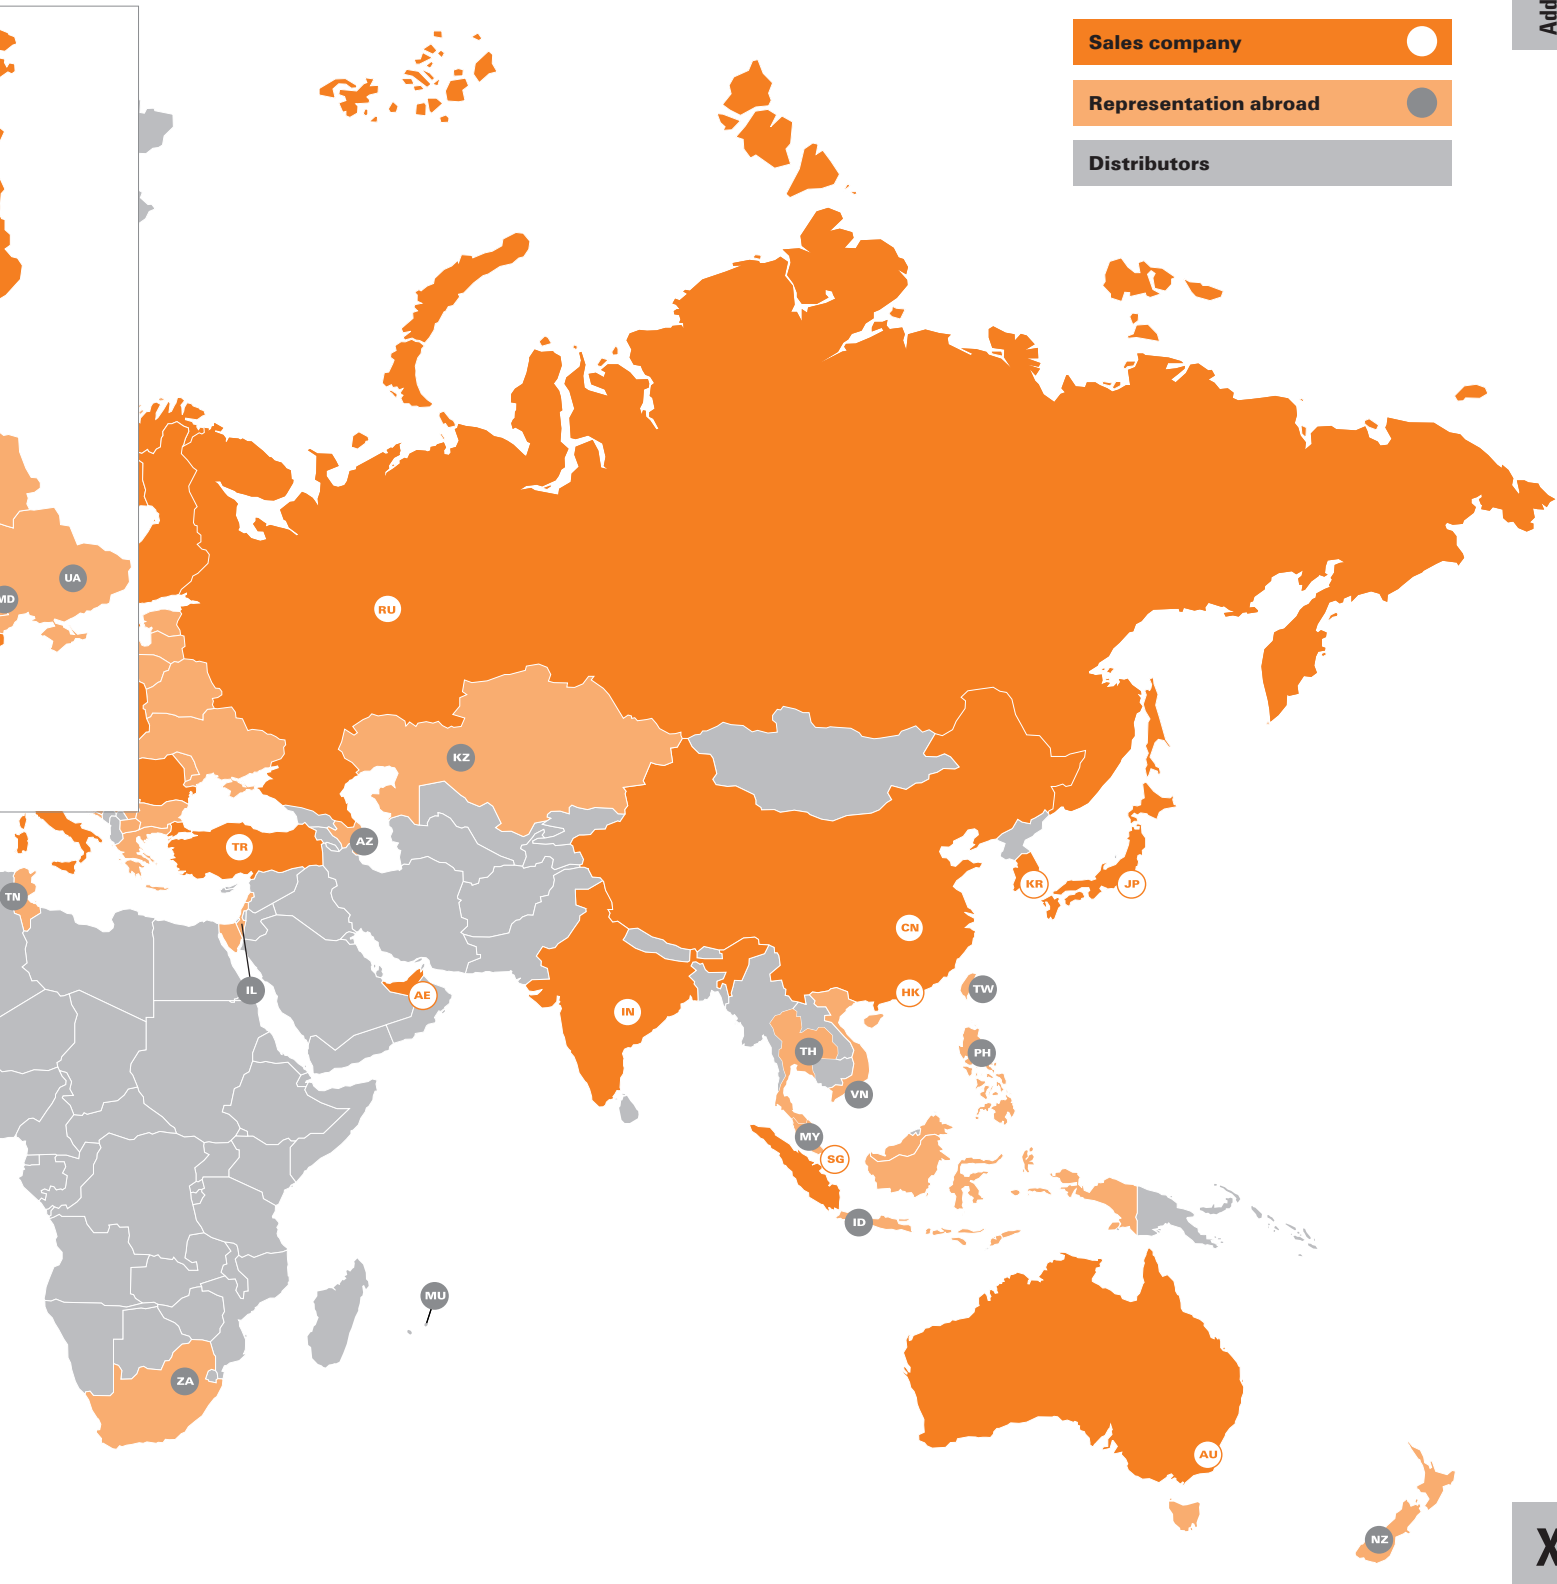 Add
Sales company
Representation abroad
Distributors
UA
MD
RU
KZ
AZ
TR
TN
KR
JP
CN
IL
AE
HK
TW
IN
TH
PH
VN
MY
SG
ID
MU
ZA
AU
NZ
X